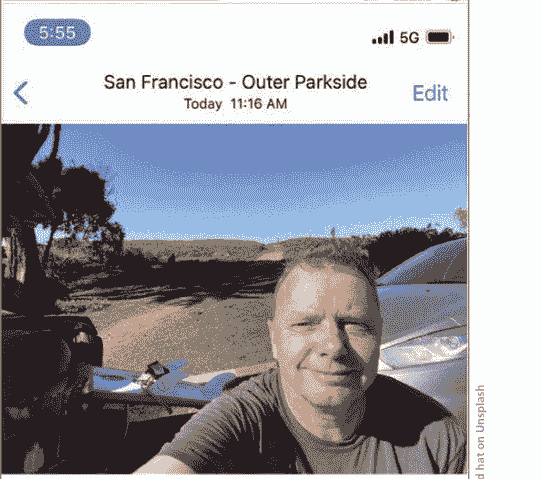 5:55
5G
San Francisco - Outer Parkside
Today 11:16 AM
Edit
d hat on Unsplash